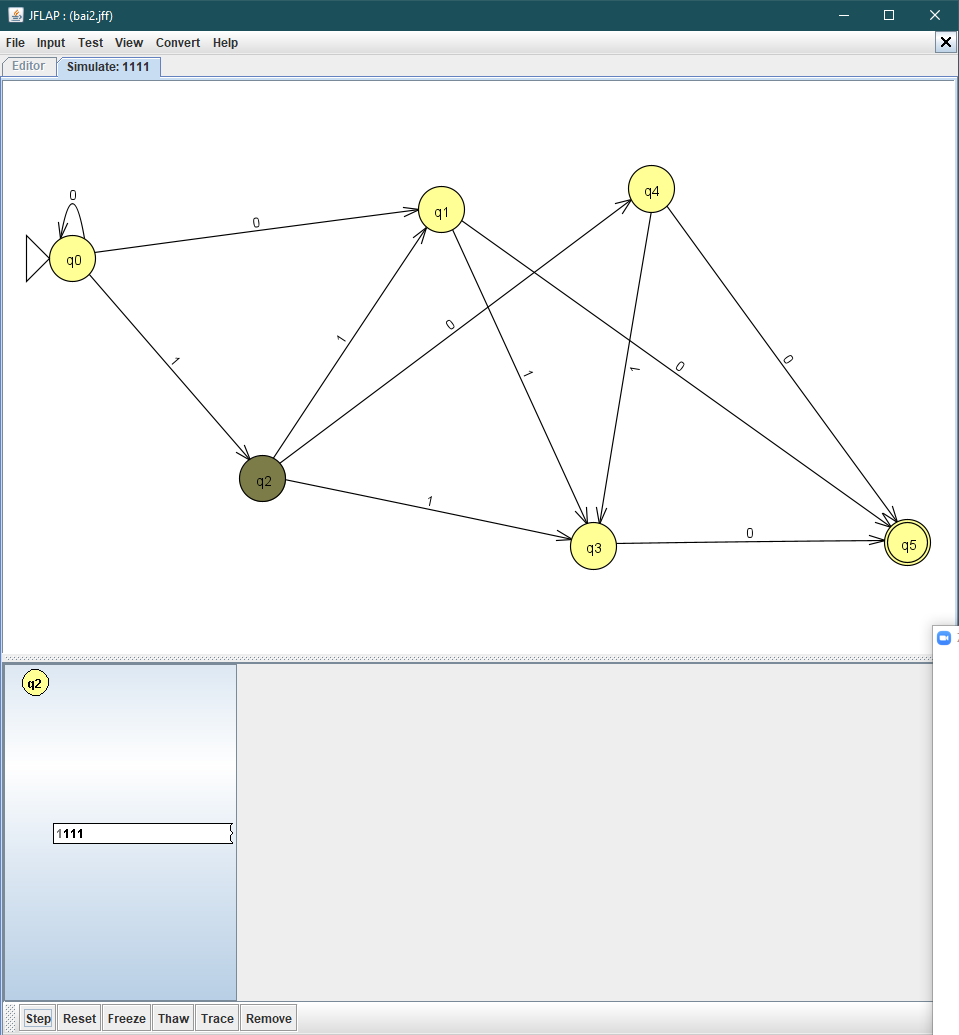 JFLAP : (bai2.jff)
File Input Test View Convert Help
Editor Simulate: 1111
0
q0
0
q1
q4
1
1
0
1
1
0
0
q2
1
q3
0
q5
q2
1111
Step Reset Freeze Thaw Trace Remove